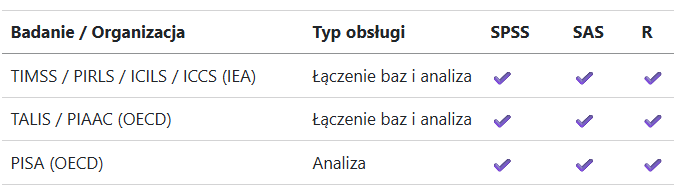 Badanie / Organizacja Typ obsługi SPSS SAS R
TIMSS / PIRLS / ICILS / ICCS (IEA) Łączenie baz i analiza ✔ ✔ ✔
TALIS / PIAAC (OECD) Łączenie baz i analiza ✔ ✔ ✔
PISA (OECD) Analiza ✔ ✔ ✔